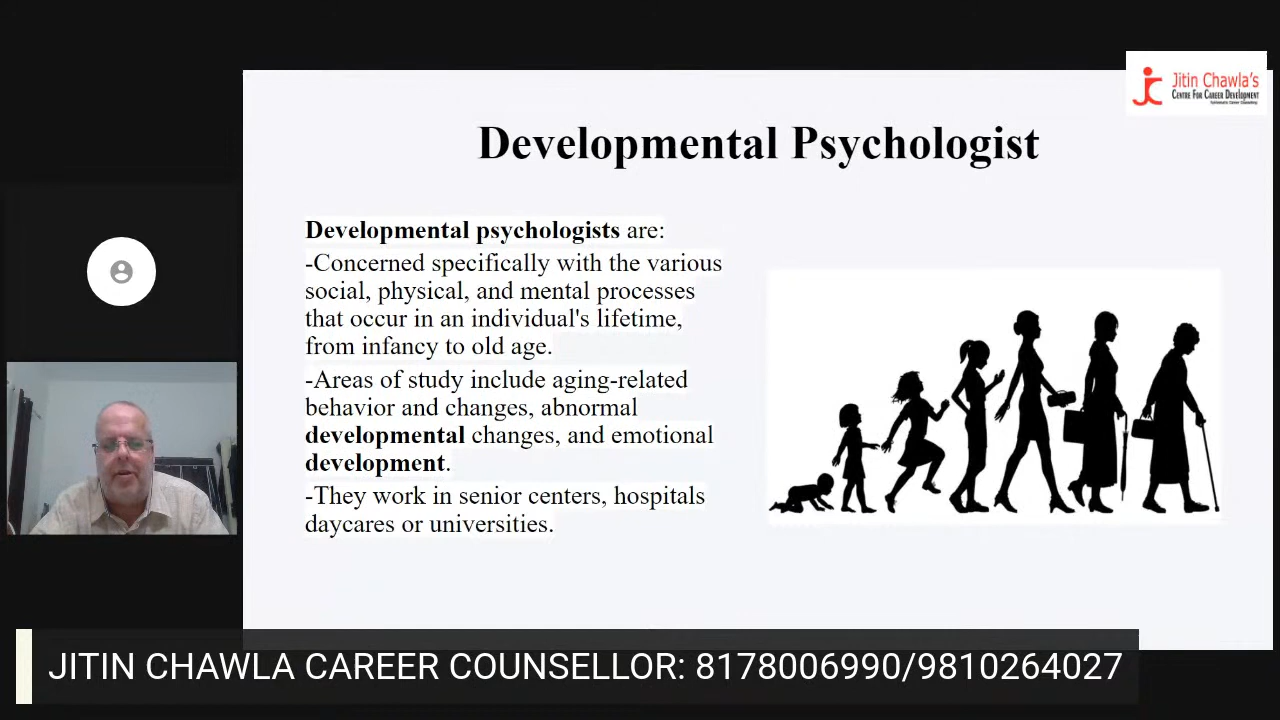 Jitin Chawla's
CENTRE FOR CAREER DEVELOPMENT
Developmental Psychologist
Developmental psychologists are:
-Concerned specifically with the various
social, physical, and mental processes
that occur in an individual's lifetime,
from infancy to old age.
-Areas of study include aging-related
behavior and changes, abnormal
developmental changes, and emotional
development.
-They work in senior centers, hospitals
daycares or universities.
JITIN CHAWLA CAREER COUNSELLOR: 8178006990/9810264027